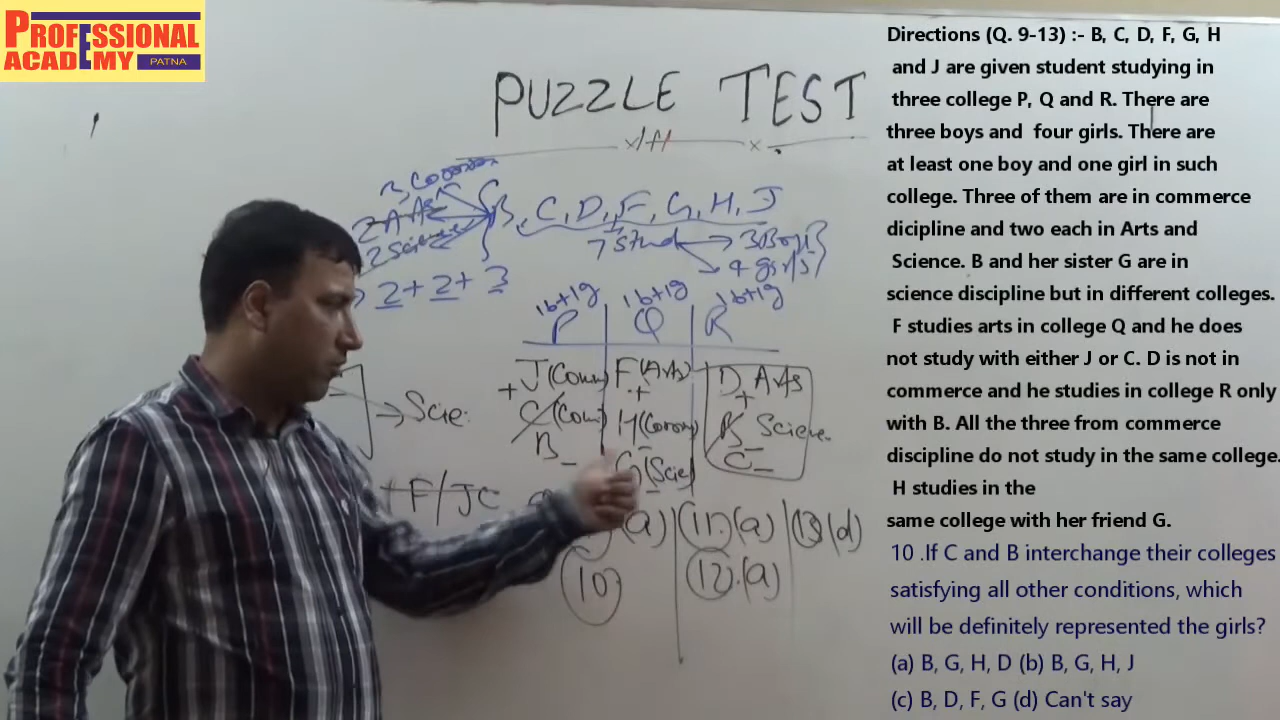 PROFESSIONAL
ACADEMY
PATNA
PUZZLE TEST
B, C, D, F, G, H, J
7 Stud
3 Boys
4 girls
2 Arts
2 Science
2 + 2 + 3
1b+1g 1b+1g 1b+1g
P Q R
J (Com) F (Arts) D Arts
+ + +
C (Com) H B Science
B G (Scie) C
Scie.
+ F/JC
(a) (11).(a) (13) (d)
(10) (12).(a)
Directions (Q. 9-13) :- B, C, D, F, G, H
and J are given student studying in
three college P, Q and R. There are
three boys and four girls. There are
at least one boy and one girl in such
college. Three of them are in commerce
dicipline and two each in Arts and
Science. B and her sister G are in
science discipline but in different colleges.
F studies arts in college Q and he does
not study with either J or C. D is not in
commerce and he studies in college R only
with B. All the three from commerce
discipline do not study in the same college.
H studies in the
same college with her friend G.
10 .If C and B interchange their colleges
satisfying all other conditions, which
will be definitely represented the girls?
(a) B, G, H, D (b) B, G, H, J
(c) B, D, F, G (d) Can't say